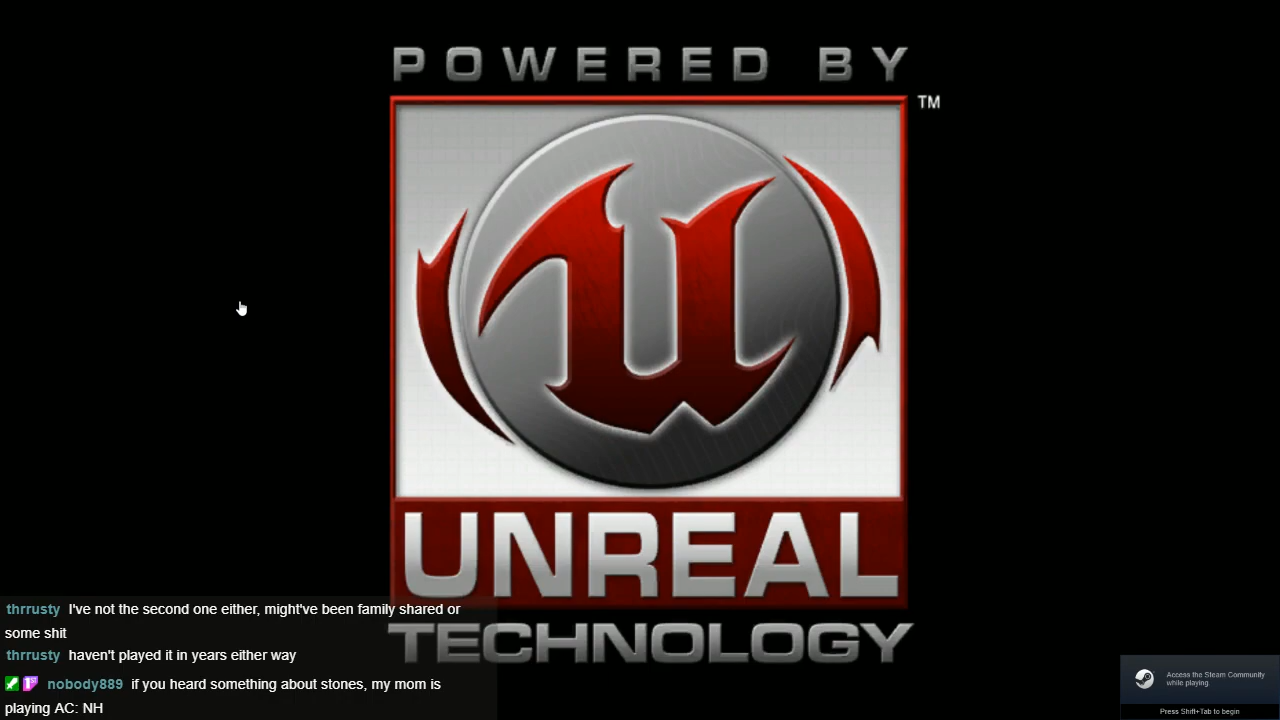 POWERED BY
TM
UNREAL
TECHNOLOGY
thrrusty I've not the second one either, might've been family shared or
some shit
thrrusty haven't played it in years either way
nobody889 if you heard something about stones, my mom is
playing AC: NH
Access the Steam Community
while playing
Press Shift+Tab to begin